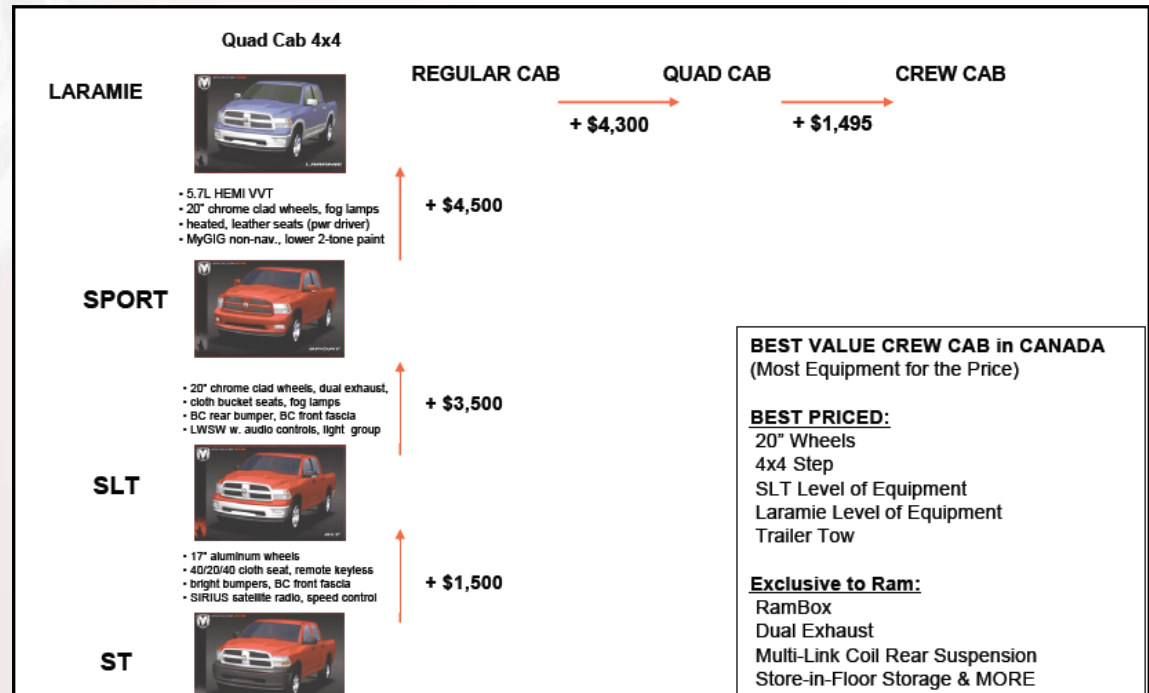 Quad Cab 4x4
LARAMIE
REGULAR CAB
QUAD CAB
CREW CAB
+ $4,300
+ $1,495
LARAMIE
• 5.7L HEMI VVT
• 20" chrome clad wheels, fog lamps
• heated, leather seats (pwr driver)
• MyGIG non-nav., lower 2-tone paint
+ $4,500
SPORT
SPORT
• 20" chrome clad wheels, dual exhaust,
• cloth bucket seats, fog lamps
• BC rear bumper, BC front fascia
• LWSW w. audio controls, light group
+ $3,500
SLT
SLT
• 17" aluminum wheels
• 40/20/40 cloth seat, remote keyless
• bright bumpers, BC front fascia
• SIRIUS satellite radio, speed control
+ $1,500
ST
BEST VALUE CREW CAB in CANADA
(Most Equipment for the Price)
BEST PRICED:
20” Wheels
4x4 Step
SLT Level of Equipment
Laramie Level of Equipment
Trailer Tow
Exclusive to Ram:
RamBox
Dual Exhaust
Multi-Link Coil Rear Suspension
Store-in-Floor Storage & MORE